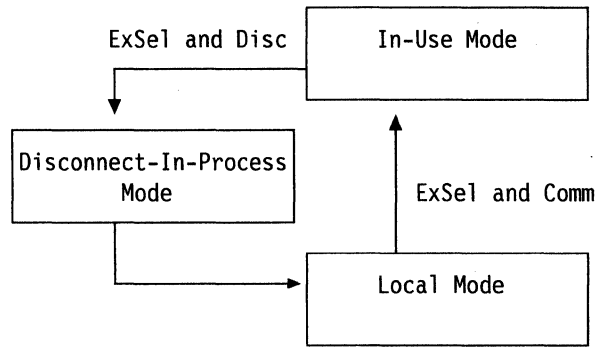 ExSel and Disc
In-Use Mode
Disconnect-In-Process
Mode
ExSel and Comm
Local Mode